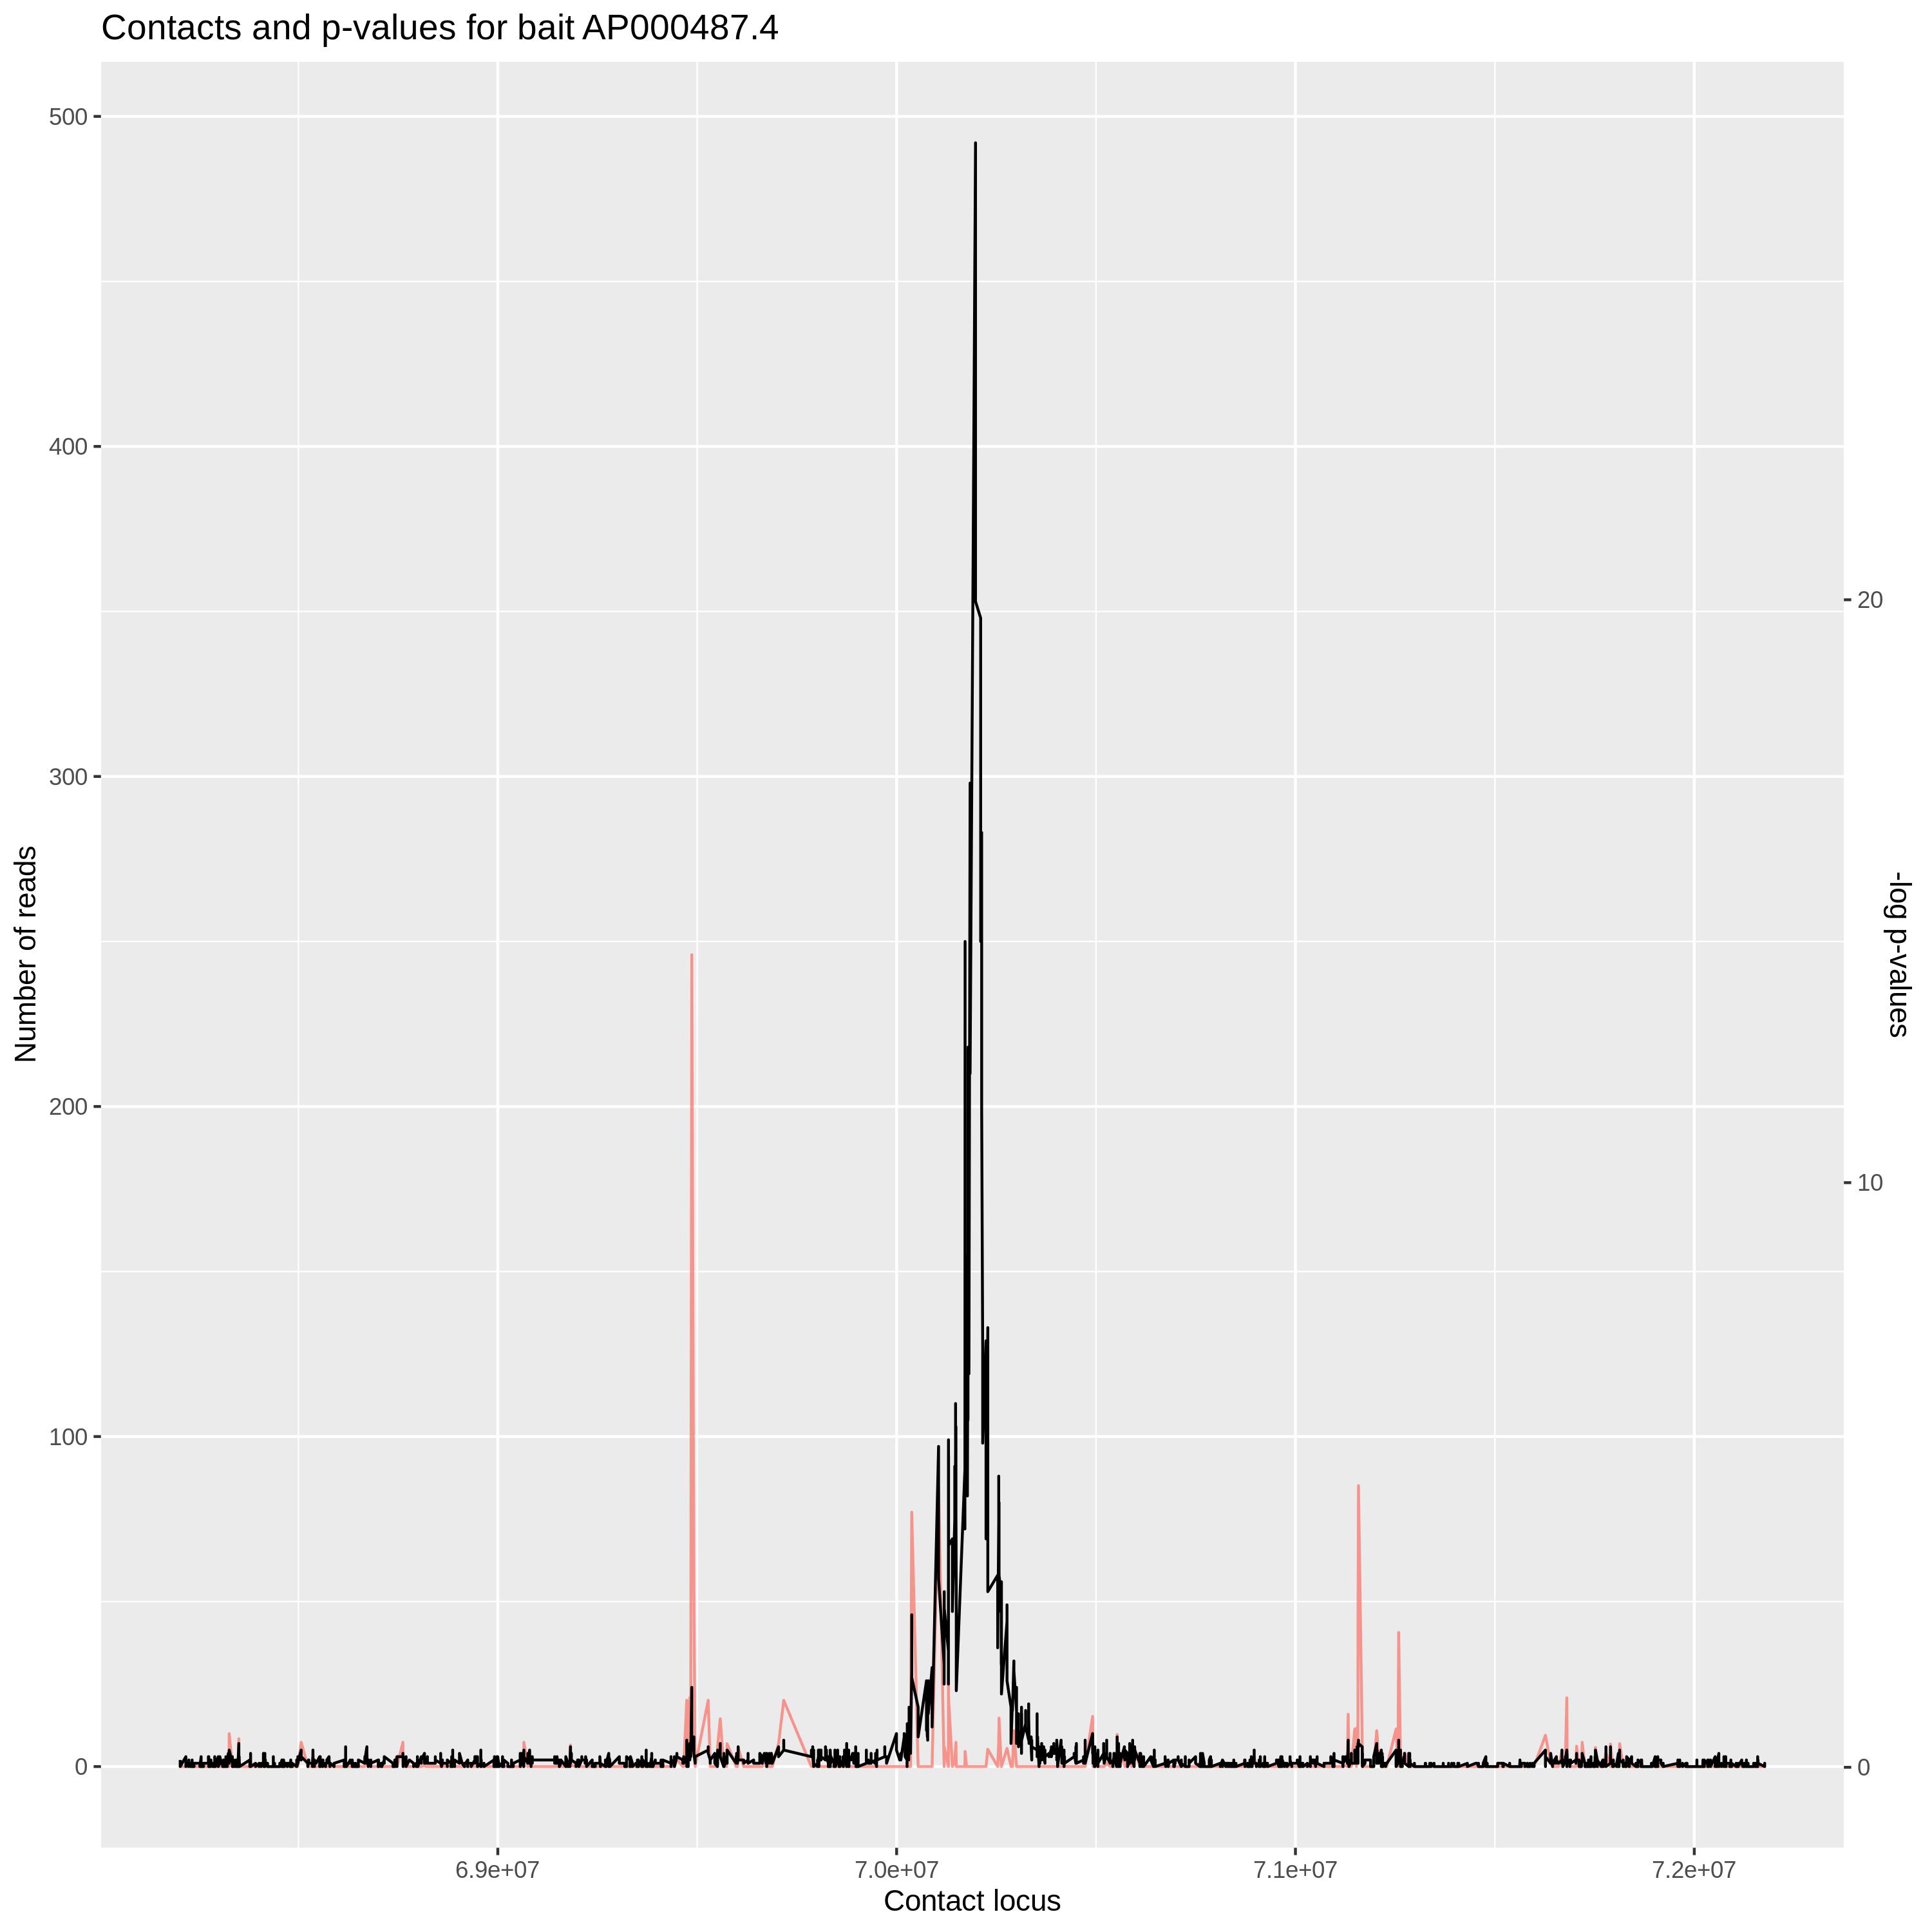 Contacts and p-values for bait AP000487.4
500
400
300
200
100
0
Number of reads
20
10
0
-log p-values
6.9e+07
7.0e+07
7.1e+07
7.2e+07
Contact locus